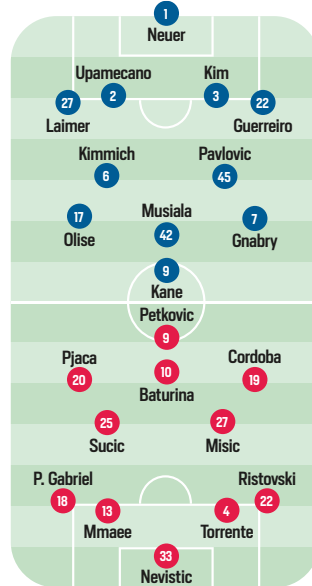 1
Neuer
Upamecano Kim
27 2 3 22
Laimer Guerreiro
Kimmich Pavlovic
6 45
17 Musiala 7
Olise 42 Gnabry
9
Kane
Petkovic
9
Pjaca Cordoba
20 10 19
Baturina
25 27
Sucic Misic
P. Gabriel Ristovski
18 13 4 22
Mmaee Torrente
33
Nevistic